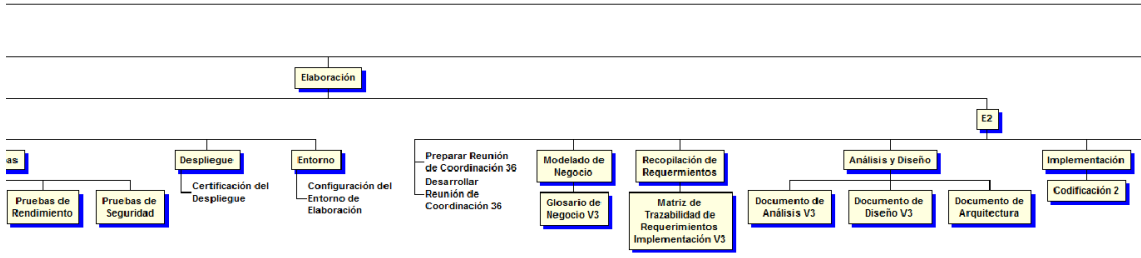 Elaboración
E2
Despliegue
Entorno
Preparar Reunión
de Coordinación 36
Desarrollar
Reunión de
Coordinación 36
Modelado de
Negocio
Recopilación de
Requermientos
Análisis y Diseño
Implementación
Pruebas de
Rendimiento
Pruebas de
Seguridad
Certificación del
Despliegue
Configuración del
Entorno de
Elaboración
Glosario de
Negocio V3
Matriz de
Trazabilidad de
Requerimientos
Implementación V3
Documento de
Análisis V3
Documento de
Diseño V3
Documento de
Arquitectura
Codificación 2